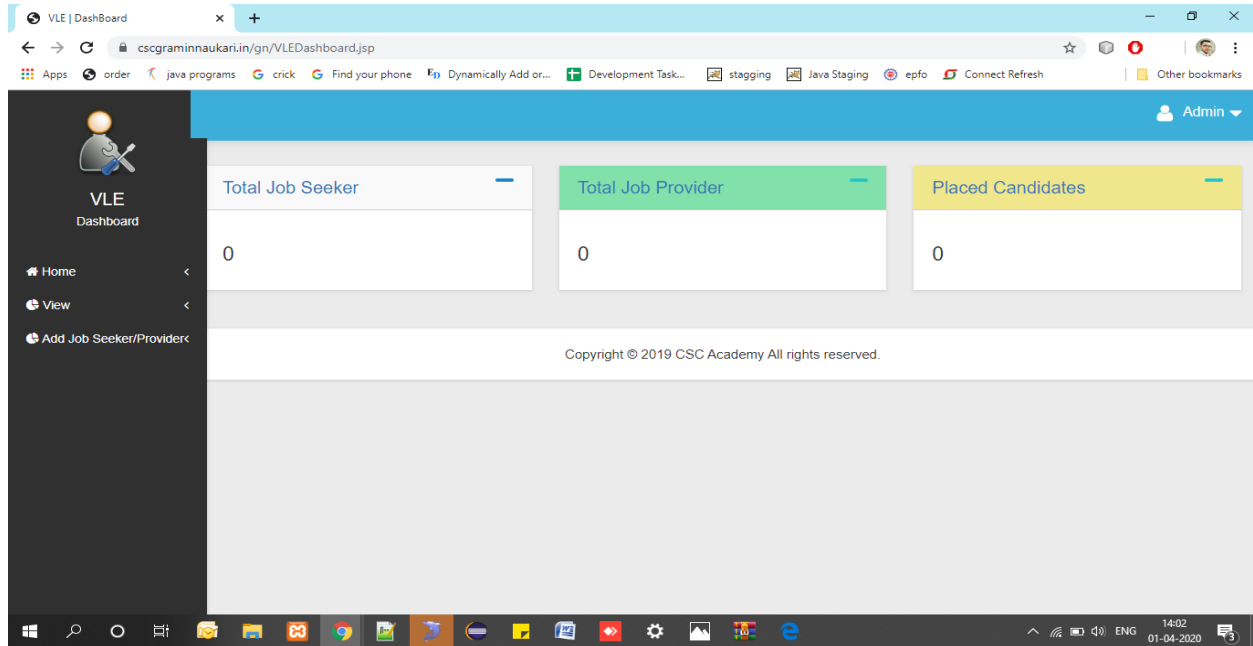 VLE | DashBoard
cscgraminnaukari.in/gn/VLEDashboard.jsp
Apps order java programs G crick G Find your phone ED Dynamically Add or... Development Task... stagging Java Staging epfo Connect Refresh Other bookmarks
Admin
VLE
Dashboard
Home
View
Add Job Seeker/Provider
Total Job Seeker
0
Total Job Provider
0
Placed Candidates
0
Copyright © 2019 CSC Academy All rights reserved.
ENG
14:02
01-04-2020
3